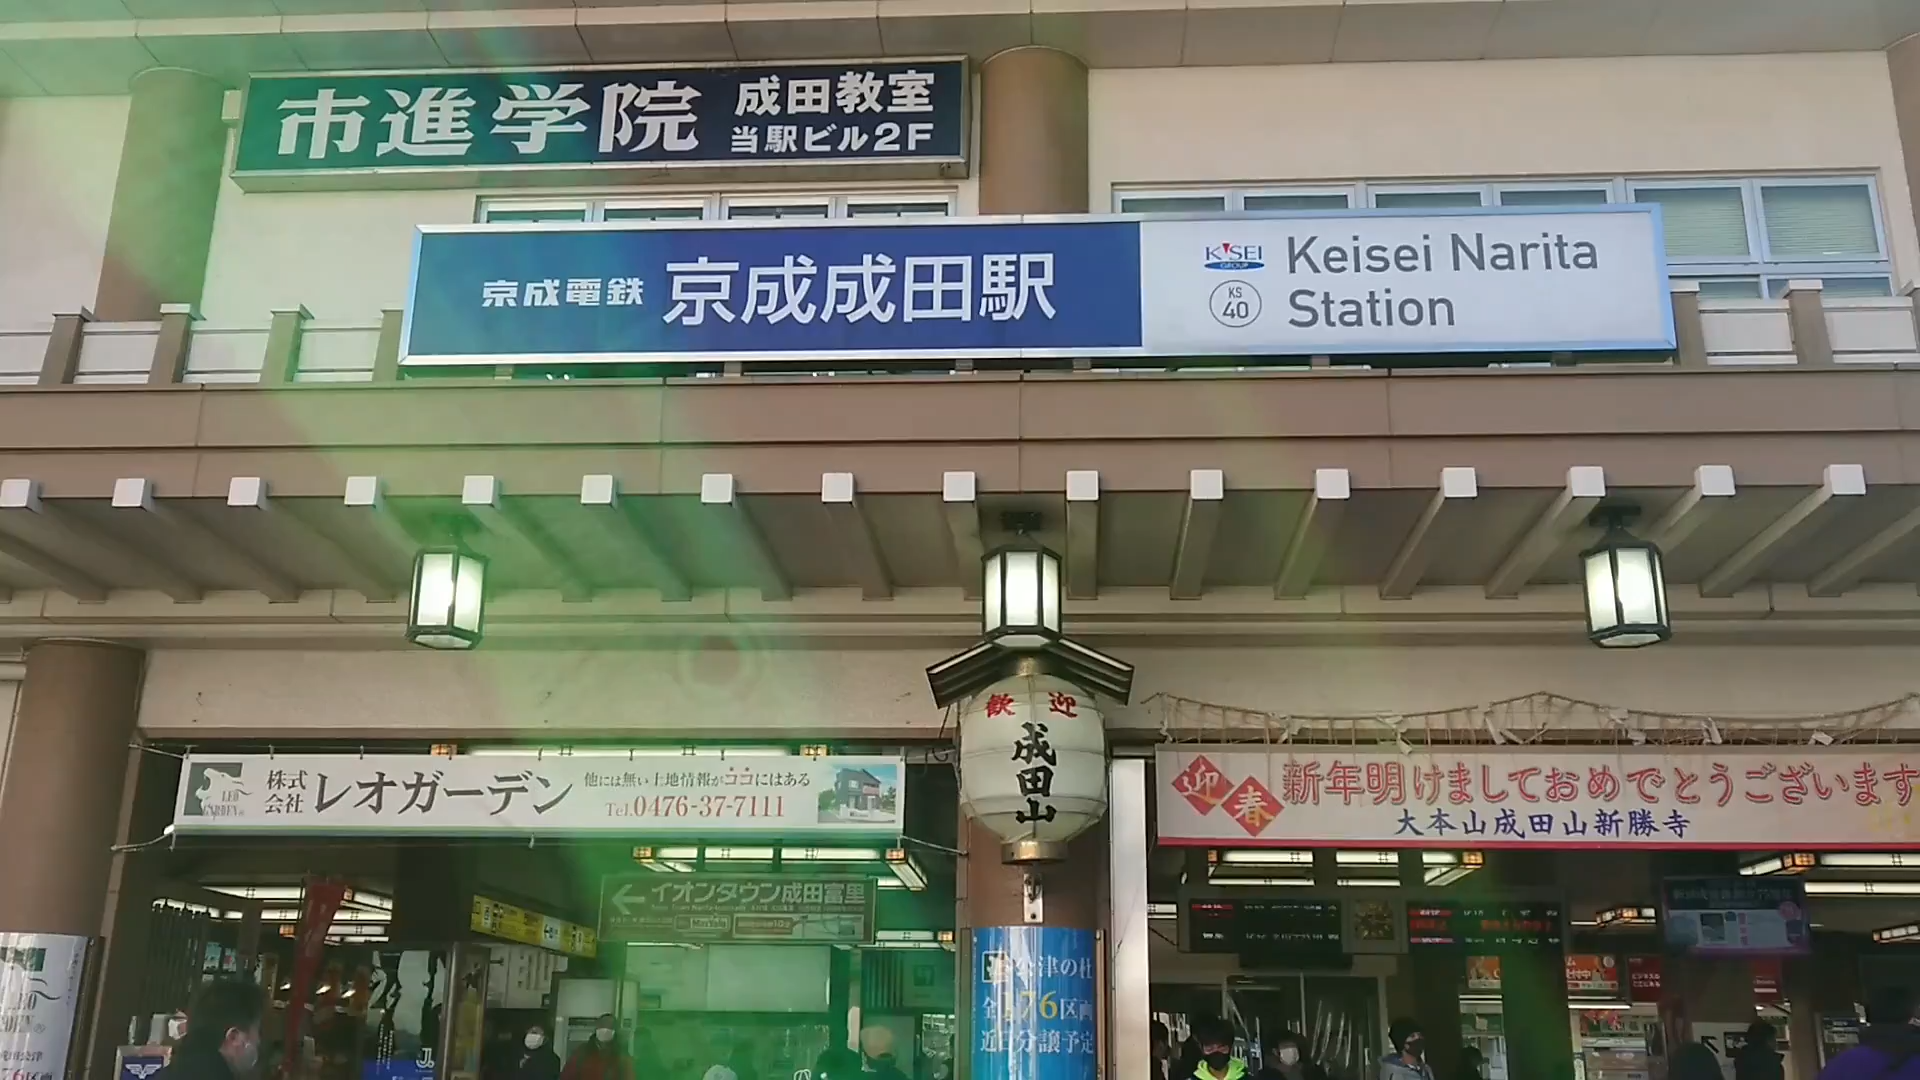 市進学院 成田教室
当駅ビル2F
京成電鉄 京成成田駅
K'SEI GROUP
KS 40
Keisei Narita
Station
歓迎
成田山
株式会社 レオガーデン
他には無い土地情報がココにはある
Tel.0476-37-7111
LEO GARDEN
迎春 新年明けましておめでとうございます
大本山成田山新勝寺
イオンタウン成田富里
公津の杜
全176区画
近日分譲予定